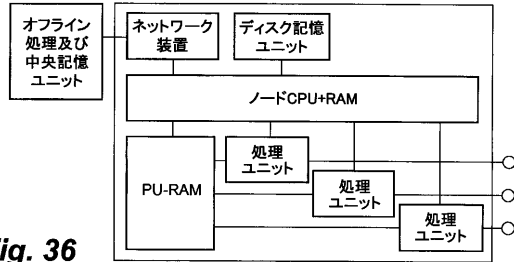 オフライン
処理及び
中央記憶
ユニット
ネットワーク
装置
ディスク記憶
ユニット
ノードCPU+RAM
PU-RAM
処理
ユニット
処理
ユニット
処理
ユニット
ig. 36